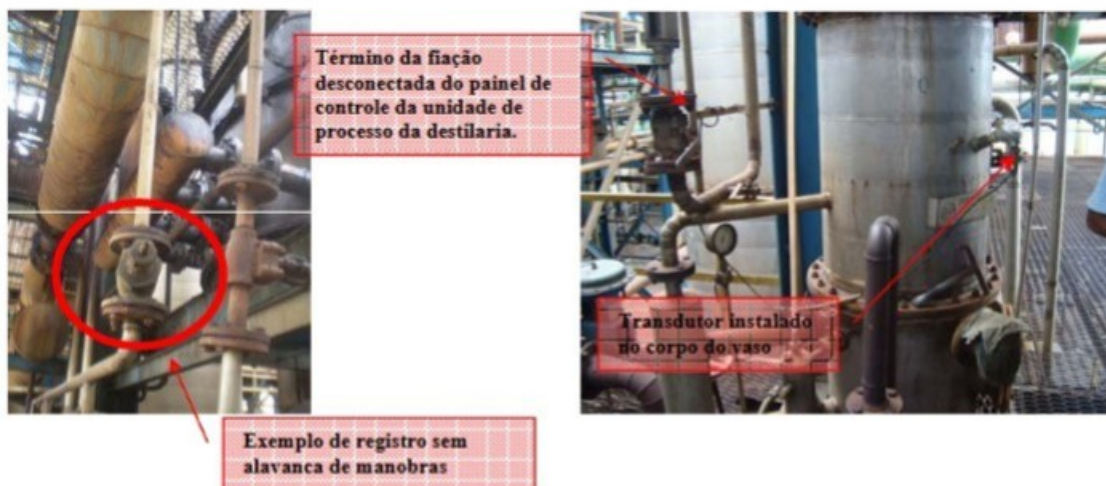 Término da fiação
desconectada do painel de
controle da unidade de
processo da destilaria.
Transdutor instalado
no corpo do vaso
Exemplo de registro sem
alavanca de manobras